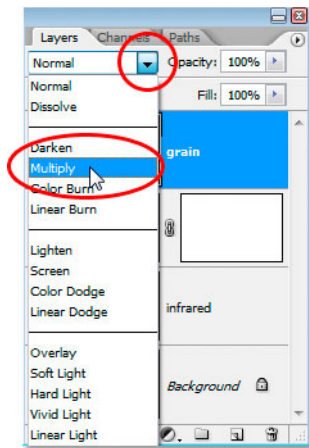 Layers Channels Paths
Normal Opacity: 100%
Normal Fill: 100%
Dissolve
Darken
Multiply grain
Color Burn
Linear Burn
Lighten
Screen
Color Dodge
Linear Dodge infrared
Overlay
Soft Light
Hard Light Background
Vivid Light
Linear Light